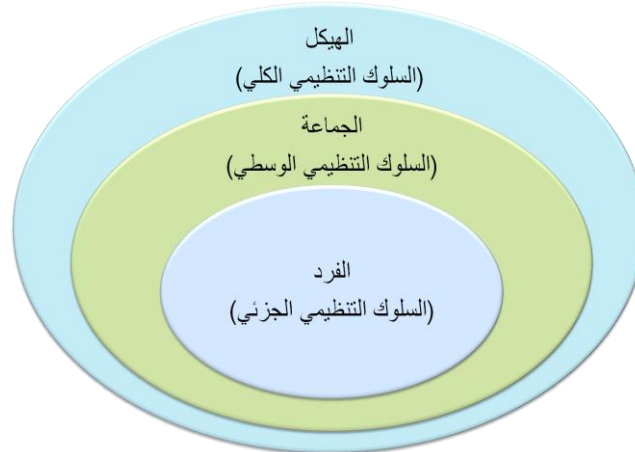 الهيكل
(السلوك التنظيمي الكلي)
الجماعة
(السلوك التنظيمي الوسطي)
الفرد
(السلوك التنظيمي الجزئي)